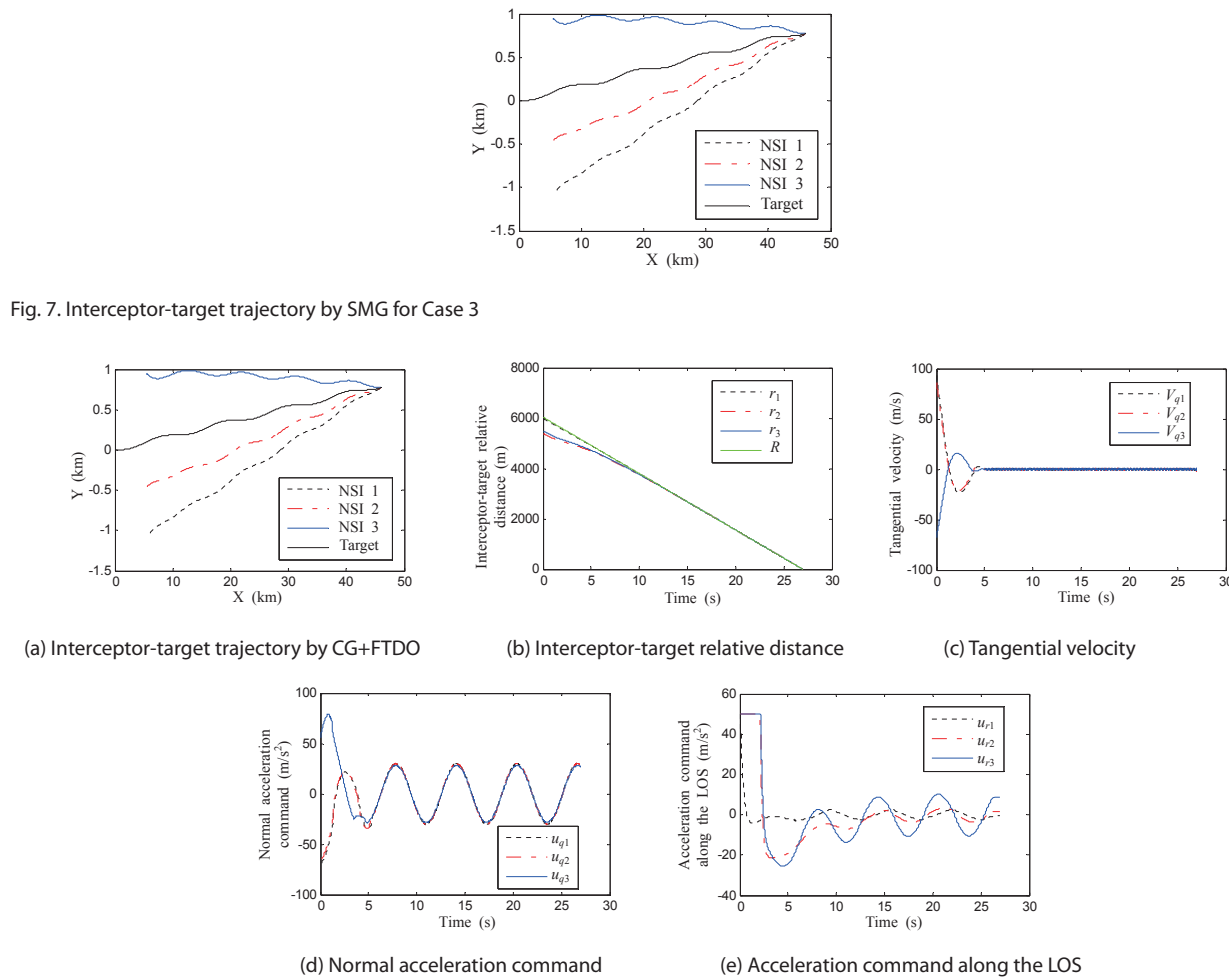 1
0.5
0
-0.5
-1
-1.5
Y (km)
NSI 1
NSI 2
NSI 3
Target
0 10 20 30 40 50
X (km)
Fig. 7. Interceptor-target trajectory by SMG for Case 3
1
0.5
0
-0.5
-1
-1.5
Y (km)
NSI 1
NSI 2
NSI 3
Target
0 10 20 30 40 50
X (km)
(a) Interceptor-target trajectory by CG+FTDO
8000
6000
4000
2000
0
Interceptor-target relative
distance (m)
r1
r2
r3
R
0 5 10 15 20 25 30
Time (s)
(b) Interceptor-target relative distance
100
50
0
-50
-100
Tangential velocity (m/s)
Vq1
Vq2
Vq3
0 5 10 15 20 25 30
Time (s)
(c) Tangential velocity
100
50
0
-50
-100
Normal acceleration
command (m/s²)
uq1
uq2
uq3
0 5 10 15 20 25 30
Time (s)
(d) Normal acceleration command
60
40
20
0
-20
-40
Acceleration command
along the LOS (m/s²)
ur1
ur2
ur3
0 5 10 15 20 25 30
Time (s)
(e) Acceleration command along the LOS